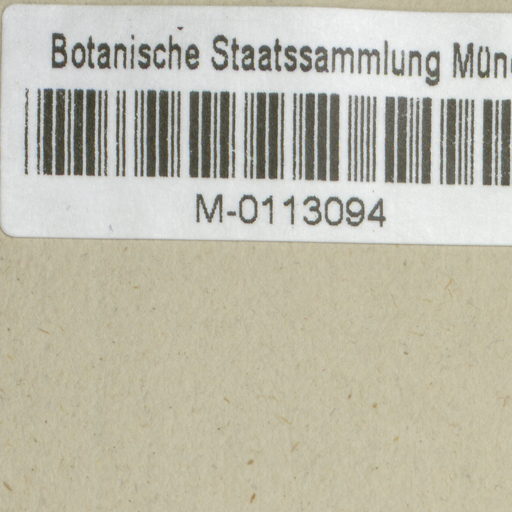 Botanische Staatssammlung Mün
M-0113094